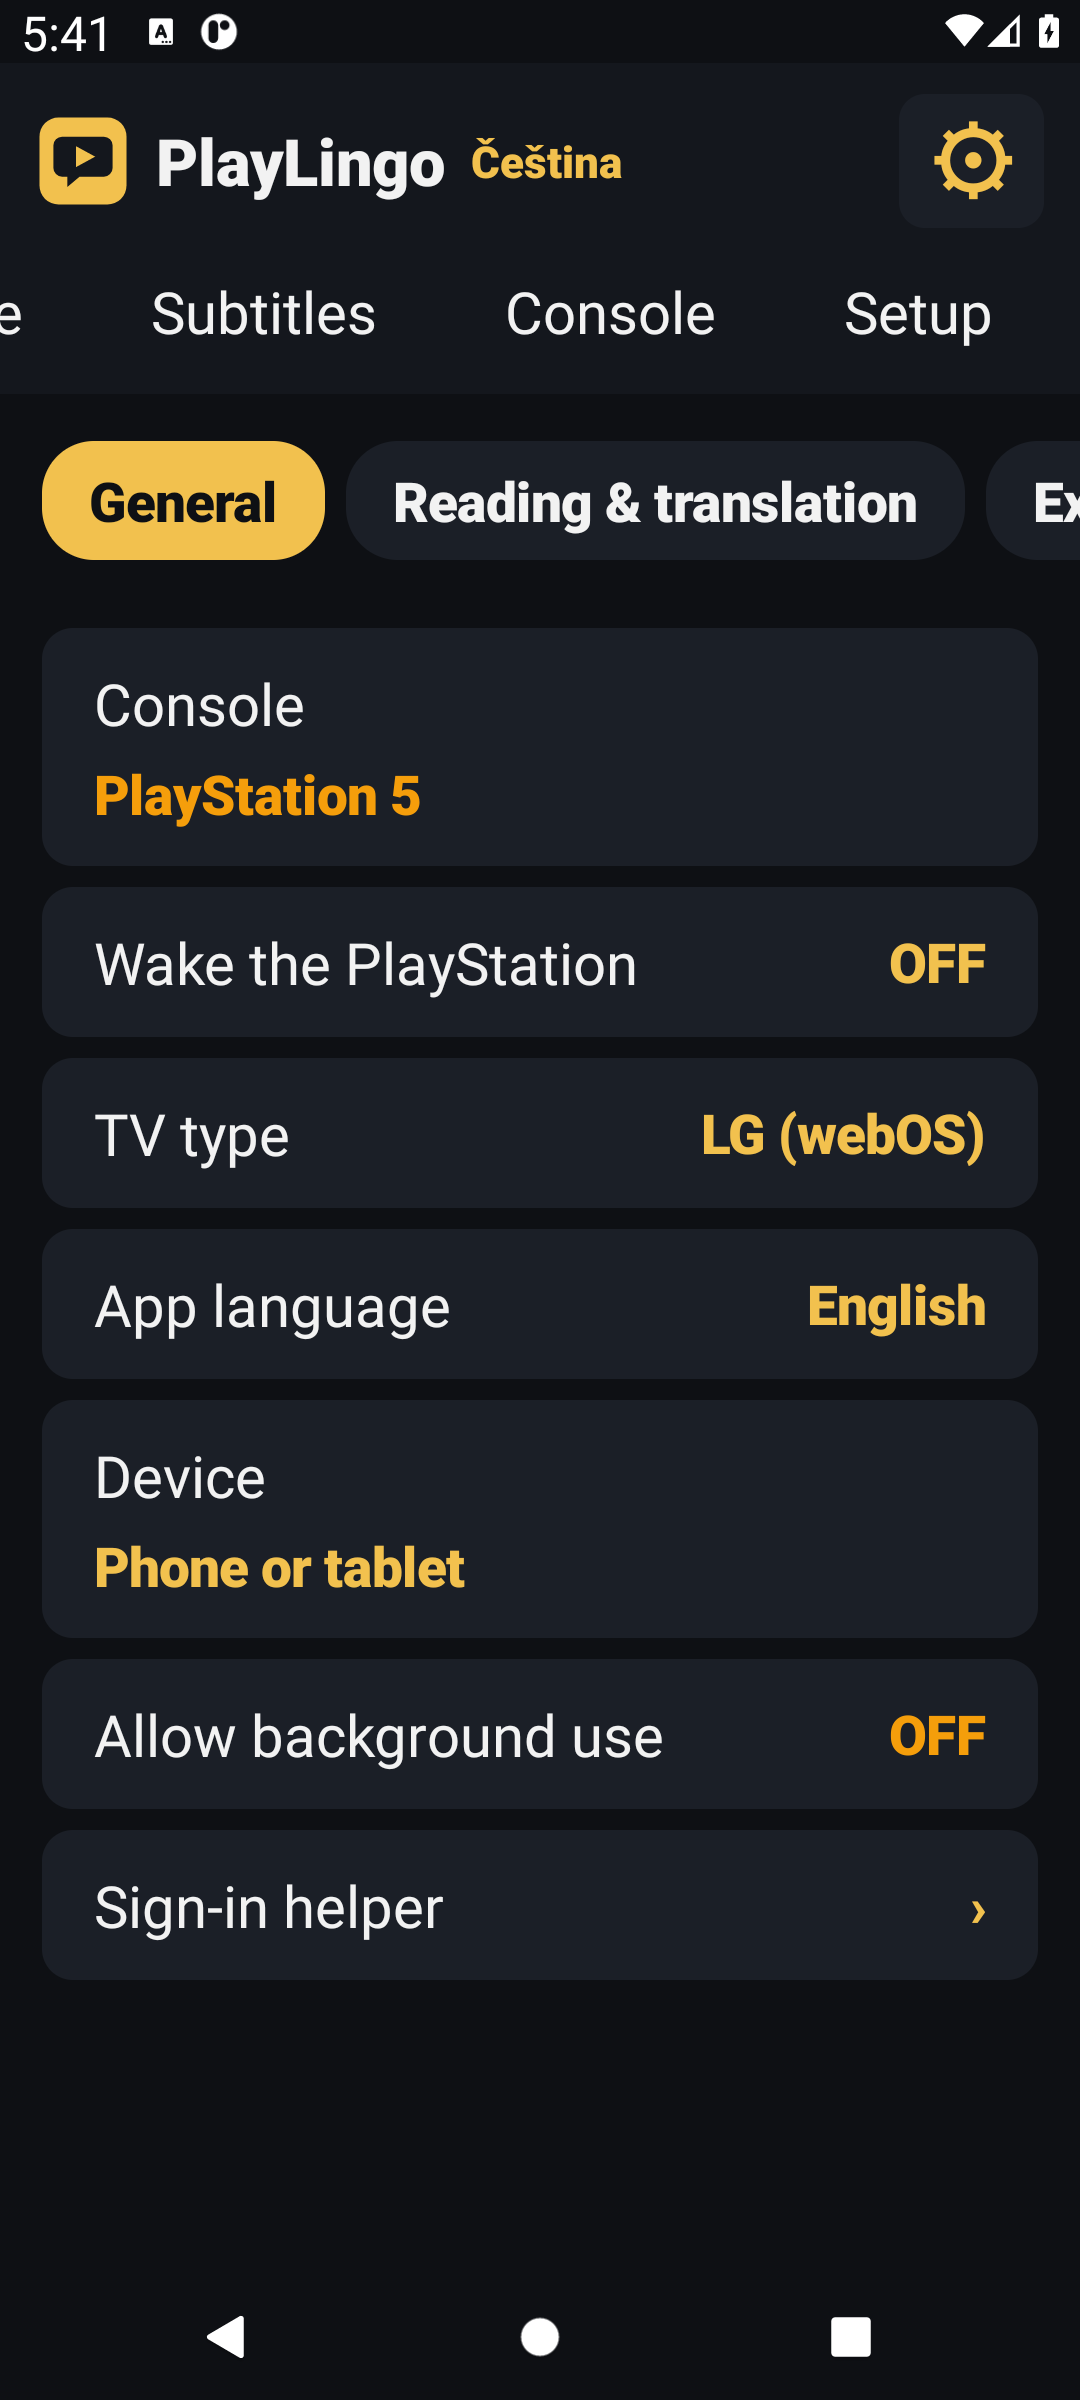 5:41
PlayLingo Čeština
e Subtitles Console Setup
General Reading & translation Ex
Console
PlayStation 5
Wake the PlayStation OFF
TV type LG (webOS)
App language English
Device
Phone or tablet
Allow background use OFF
Sign-in helper ›